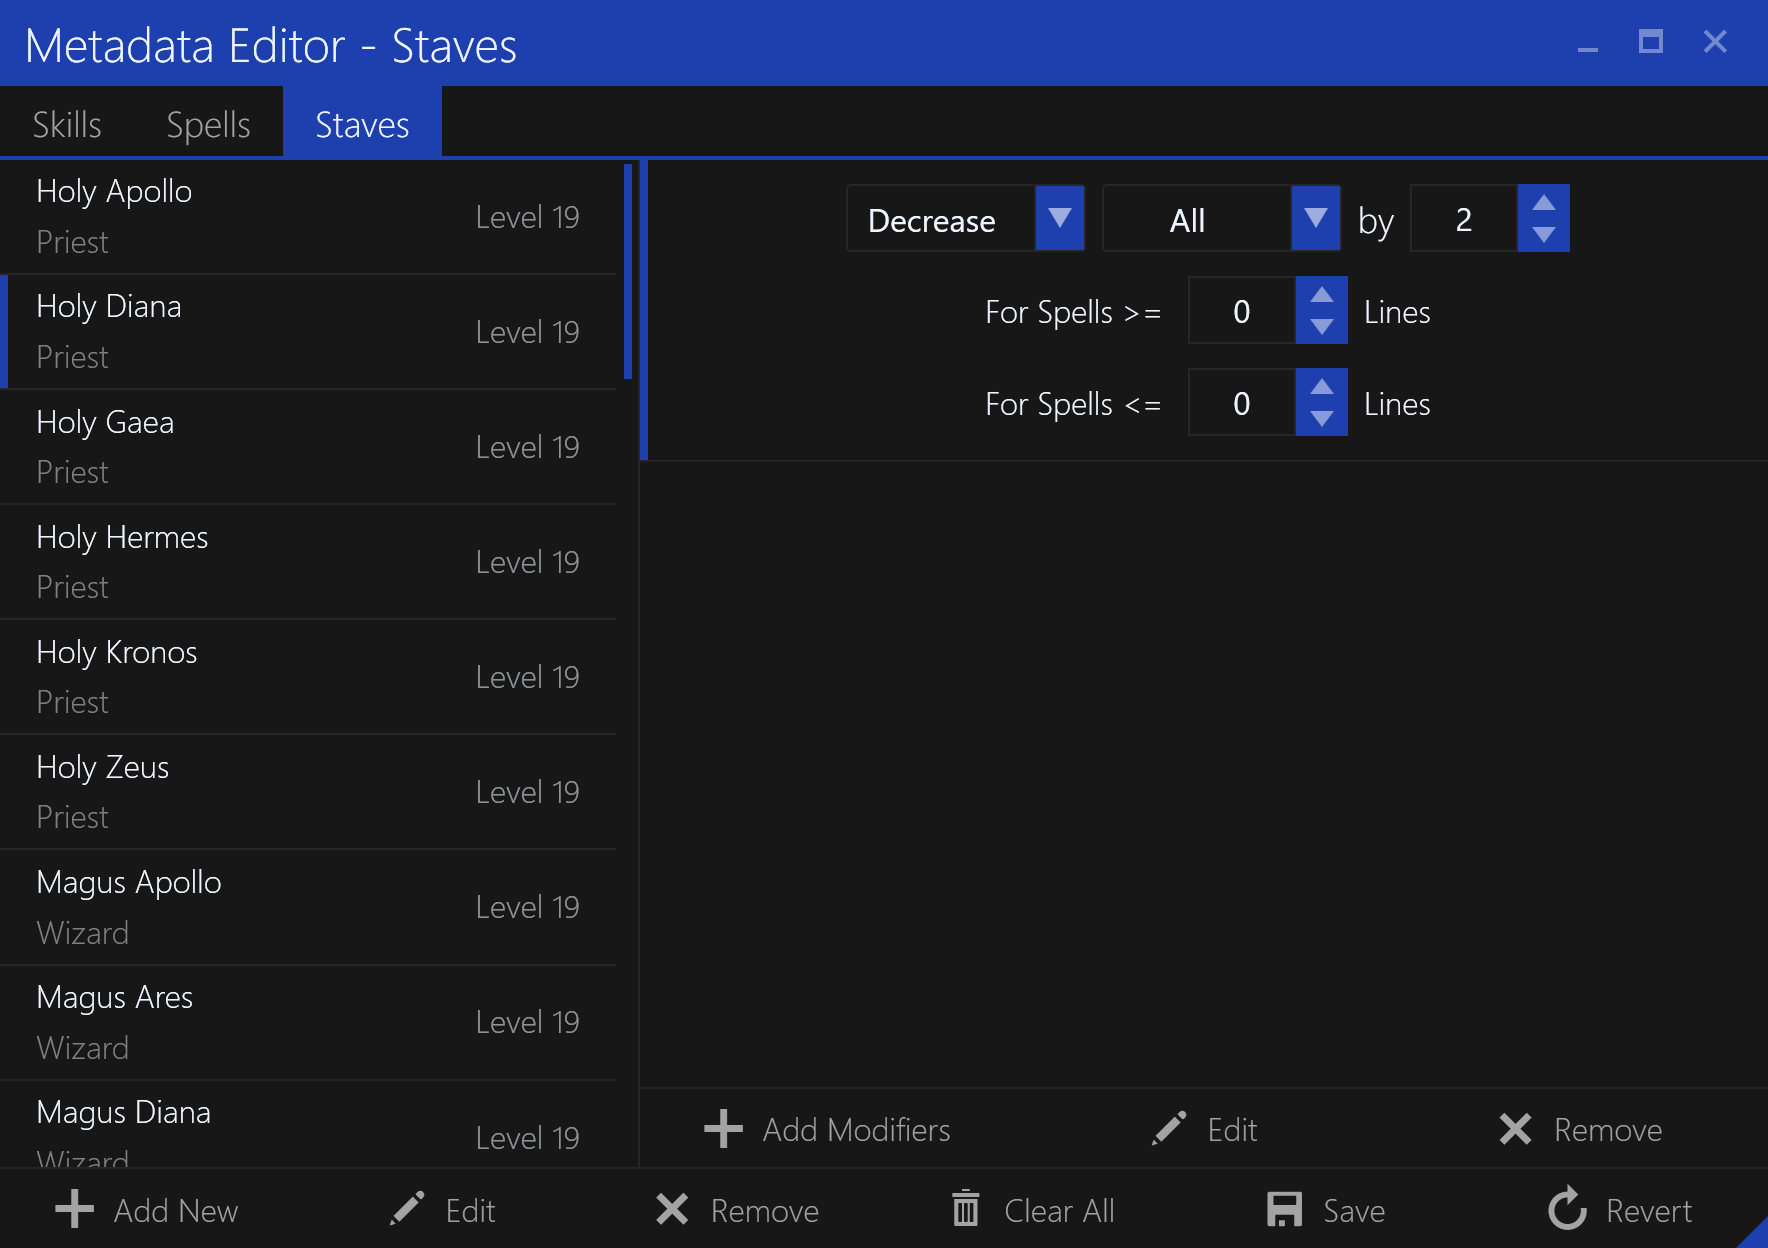 Metadata Editor - Staves
Skills Spells Staves
Holy Apollo
Priest
Level 19
Holy Diana
Priest
Level 19
Holy Gaea
Priest
Level 19
Holy Hermes
Priest
Level 19
Holy Kronos
Priest
Level 19
Holy Zeus
Priest
Level 19
Magus Apollo
Wizard
Level 19
Magus Ares
Wizard
Level 19
Magus Diana
Wizard
Level 19
Decrease All by 2
For Spells >= 0 Lines
For Spells <= 0 Lines
Add Modifiers Edit Remove
Add New Edit Remove Clear All Save Revert